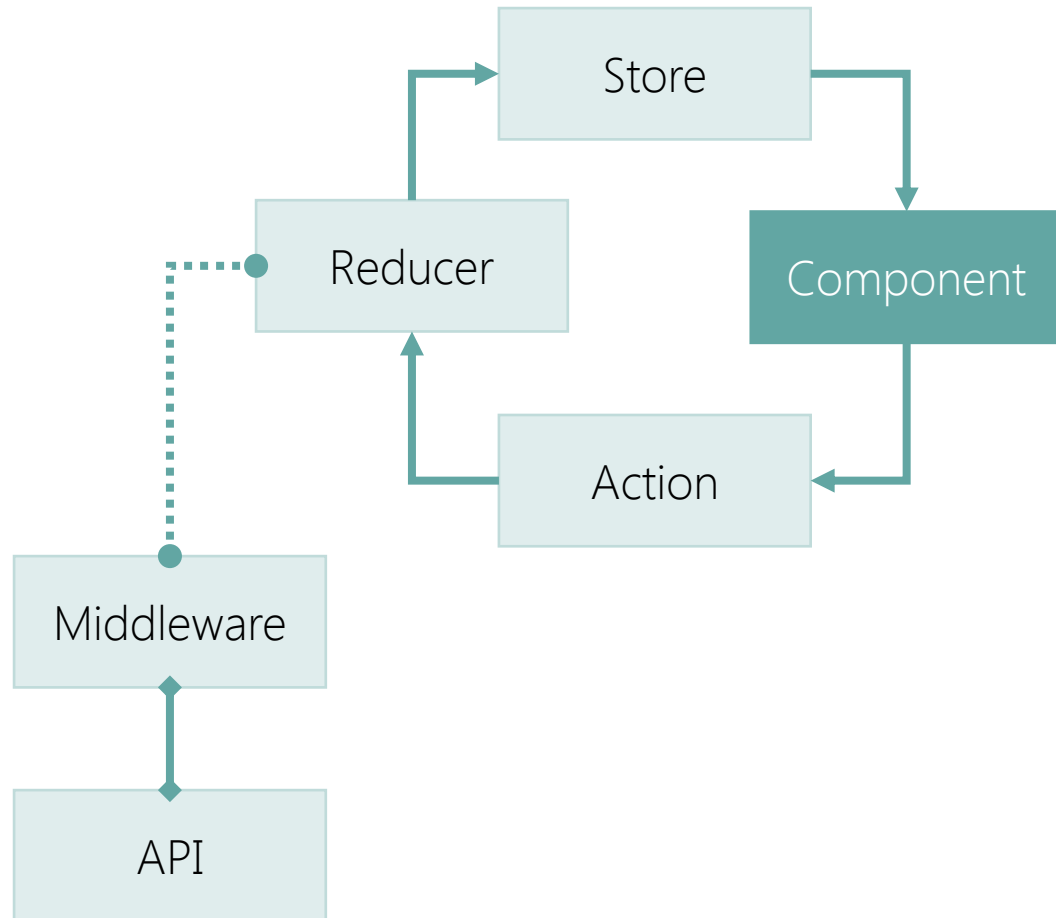 Store
Reducer
Component
Action
Middleware
API